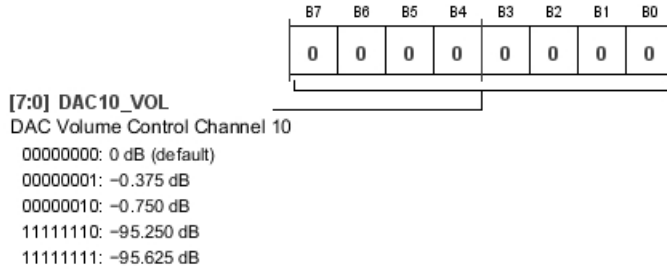 B7 B6 B5 B4 B3 B2 B1 B0
0 0 0 0 0 0 0 0
[7:0] DAC10_VOL
DAC Volume Control Channel 10
00000000: 0 dB (default)
00000001: −0.375 dB
00000010: −0.750 dB
11111110: −95.250 dB
11111111: −95.625 dB